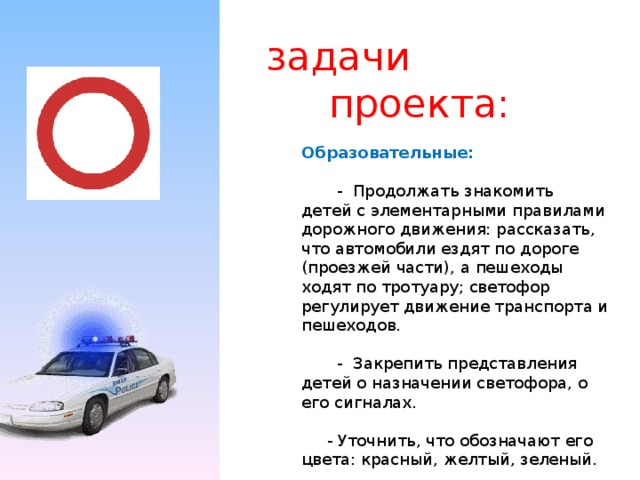 задачи
проекта:
Образовательные:
- Продолжать знакомить
детей с элементарными правилами
дорожного движения: рассказать,
что автомобили ездят по дороге
(проезжей части), а пешеходы
ходят по тротуару; светофор
регулирует движение транспорта и
пешеходов.
- Закрепить представления
детей о назначении светофора, о
его сигналах.
- Уточнить, что обозначают его
цвета: красный, желтый, зеленый.
POLICE